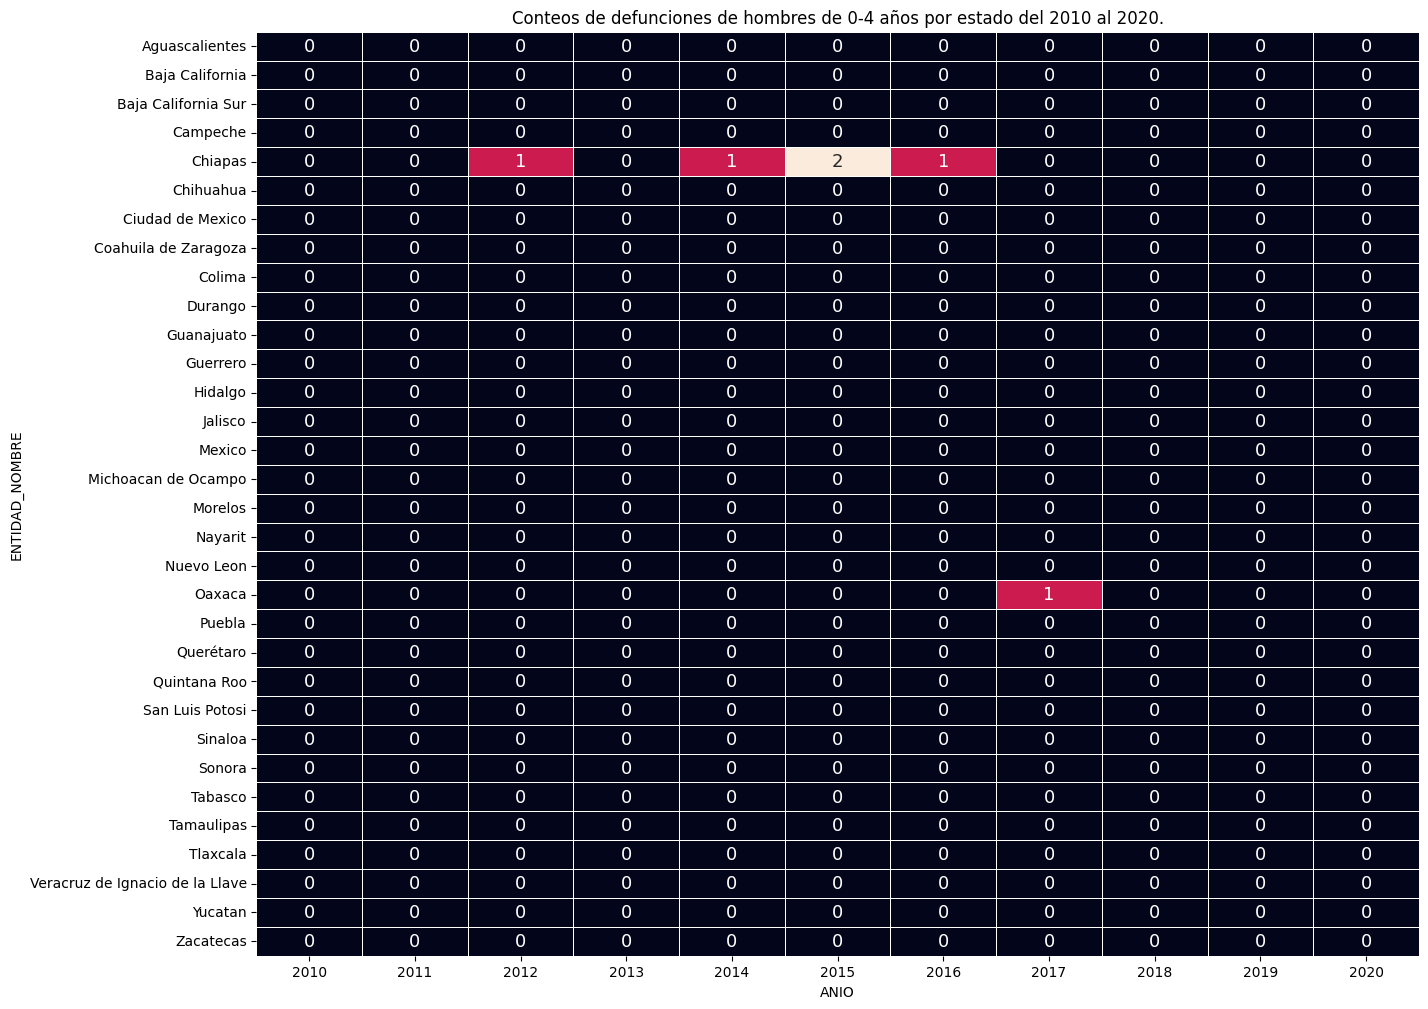 Conteos de defunciones de hombres de 0-4 años por estado del 2010 al 2020.
Aguascalientes 0 0 0 0 0 0 0 0 0 0 0
Baja California 0 0 0 0 0 0 0 0 0 0 0
Baja California Sur 0 0 0 0 0 0 0 0 0 0 0
Campeche 0 0 0 0 0 0 0 0 0 0 0
Chiapas 0 0 1 0 1 2 1 0 0 0 0
Chihuahua 0 0 0 0 0 0 0 0 0 0 0
Ciudad de Mexico 0 0 0 0 0 0 0 0 0 0 0
Coahuila de Zaragoza 0 0 0 0 0 0 0 0 0 0 0
Colima 0 0 0 0 0 0 0 0 0 0 0
Durango 0 0 0 0 0 0 0 0 0 0 0
Guanajuato 0 0 0 0 0 0 0 0 0 0 0
Guerrero 0 0 0 0 0 0 0 0 0 0 0
Hidalgo 0 0 0 0 0 0 0 0 0 0 0
Jalisco 0 0 0 0 0 0 0 0 0 0 0
Mexico 0 0 0 0 0 0 0 0 0 0 0
Michoacan de Ocampo 0 0 0 0 0 0 0 0 0 0 0
Morelos 0 0 0 0 0 0 0 0 0 0 0
Nayarit 0 0 0 0 0 0 0 0 0 0 0
Nuevo Leon 0 0 0 0 0 0 0 0 0 0 0
Oaxaca 0 0 0 0 0 0 0 1 0 0 0
Puebla 0 0 0 0 0 0 0 0 0 0 0
Querétaro 0 0 0 0 0 0 0 0 0 0 0
Quintana Roo 0 0 0 0 0 0 0 0 0 0 0
San Luis Potosi 0 0 0 0 0 0 0 0 0 0 0
Sinaloa 0 0 0 0 0 0 0 0 0 0 0
Sonora 0 0 0 0 0 0 0 0 0 0 0
Tabasco 0 0 0 0 0 0 0 0 0 0 0
Tamaulipas 0 0 0 0 0 0 0 0 0 0 0
Tlaxcala 0 0 0 0 0 0 0 0 0 0 0
Veracruz de Ignacio de la Llave 0 0 0 0 0 0 0 0 0 0 0
Yucatan 0 0 0 0 0 0 0 0 0 0 0
Zacatecas 0 0 0 0 0 0 0 0 0 0 0
2010 2011 2012 2013 2014 2015 2016 2017 2018 2019 2020
ANIO
ENTIDAD_NOMBRE